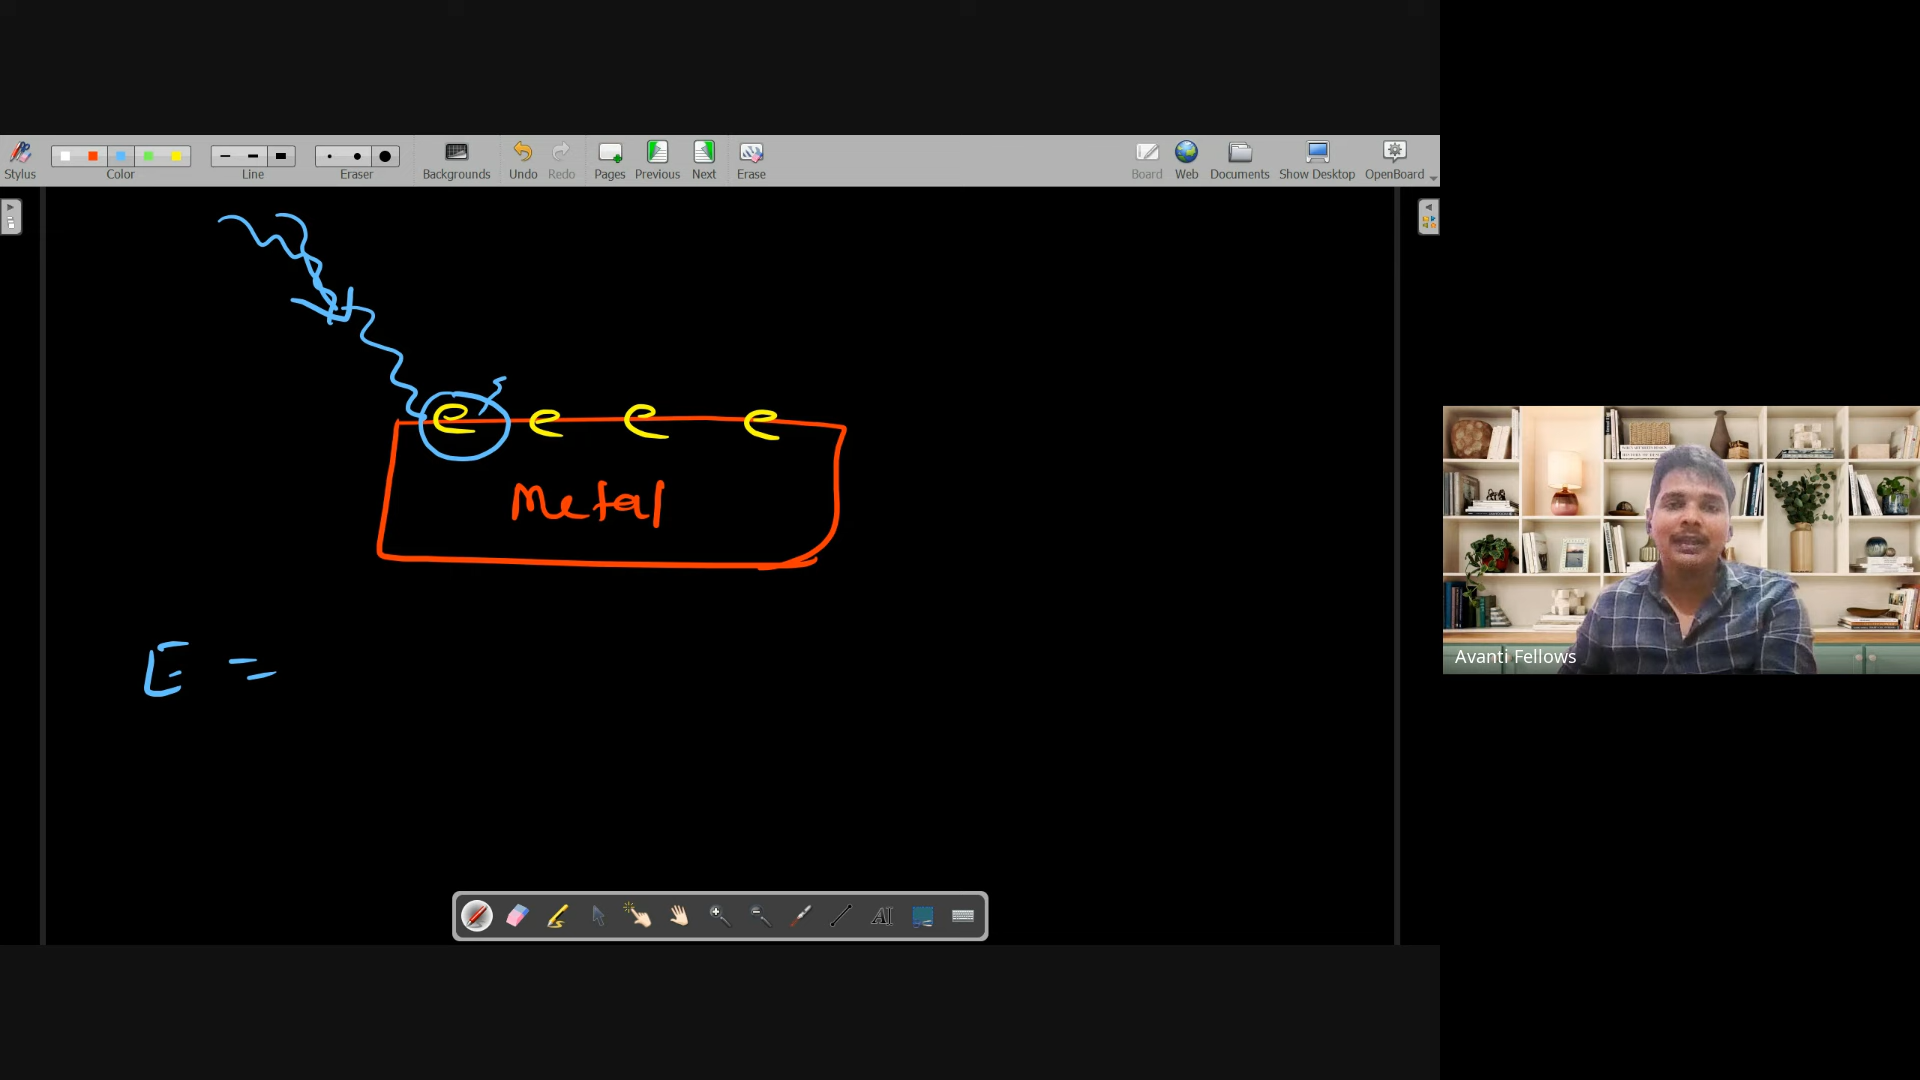 Stylus Color Line Eraser Backgrounds Undo Redo Pages Previous Next Erase Board Web Documents Show Desktop OpenBoard
e e e e
Metal
E =
Avanti Fellows